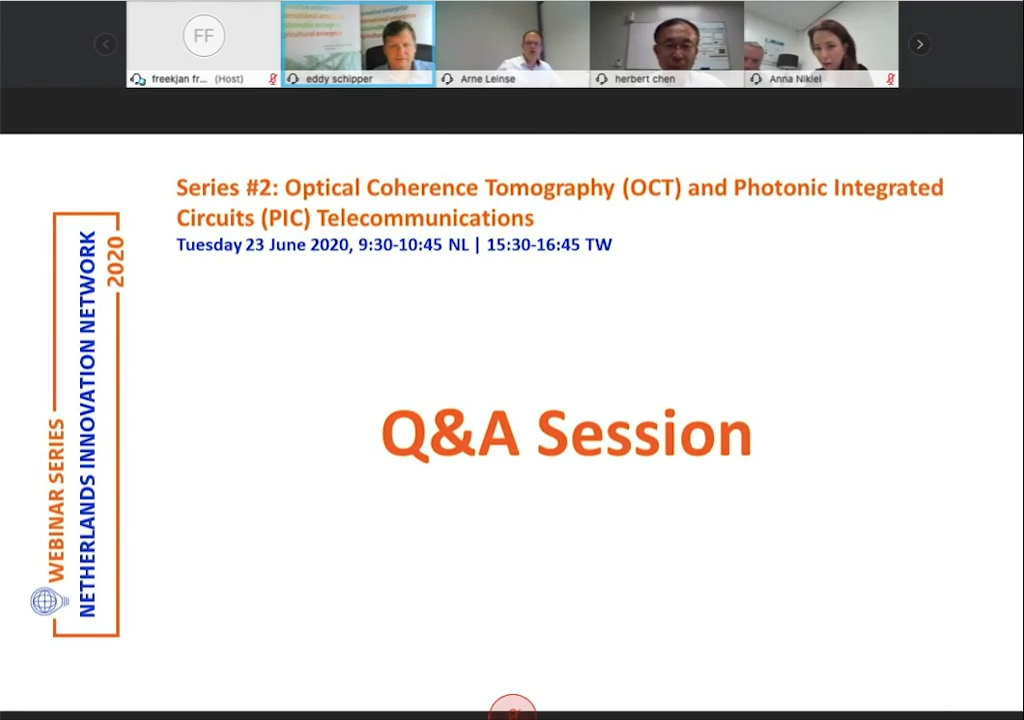 FF
freekjan fr... (Host)
eddy schipper
Arne Leinse
herbert chen
Anna Nikiel
Series #2: Optical Coherence Tomography (OCT) and Photonic Integrated
Circuits (PIC) Telecommunications
Tuesday 23 June 2020, 9:30-10:45 NL | 15:30-16:45 TW
WEBINAR SERIES
NETHERLANDS INNOVATION NETWORK
2020
Q&A Session